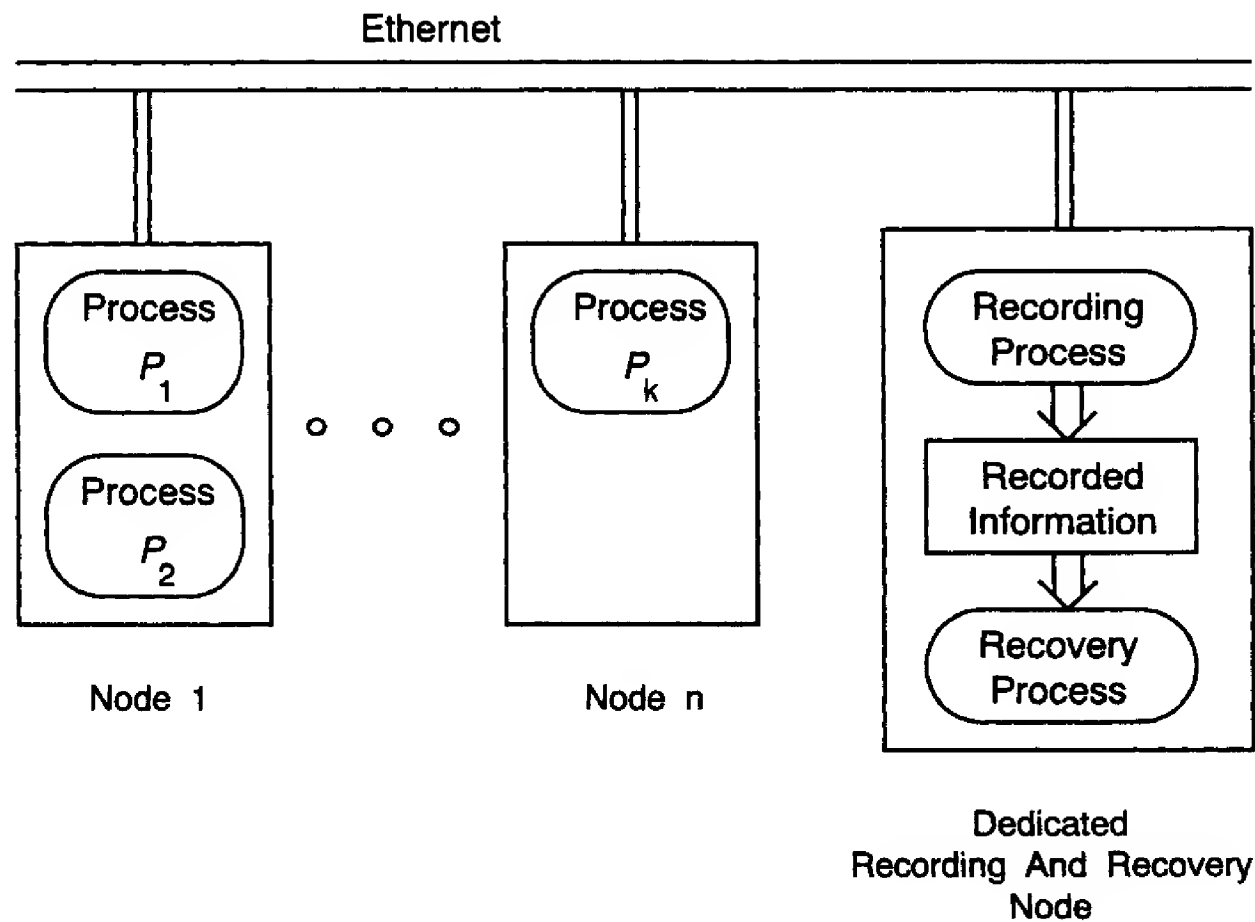 Ethernet
Process
P1
Process
P2
Node 1
Process
Pk
Node n
Recording
Process
Recorded
Information
Recovery
Process
Dedicated
Recording And Recovery
Node